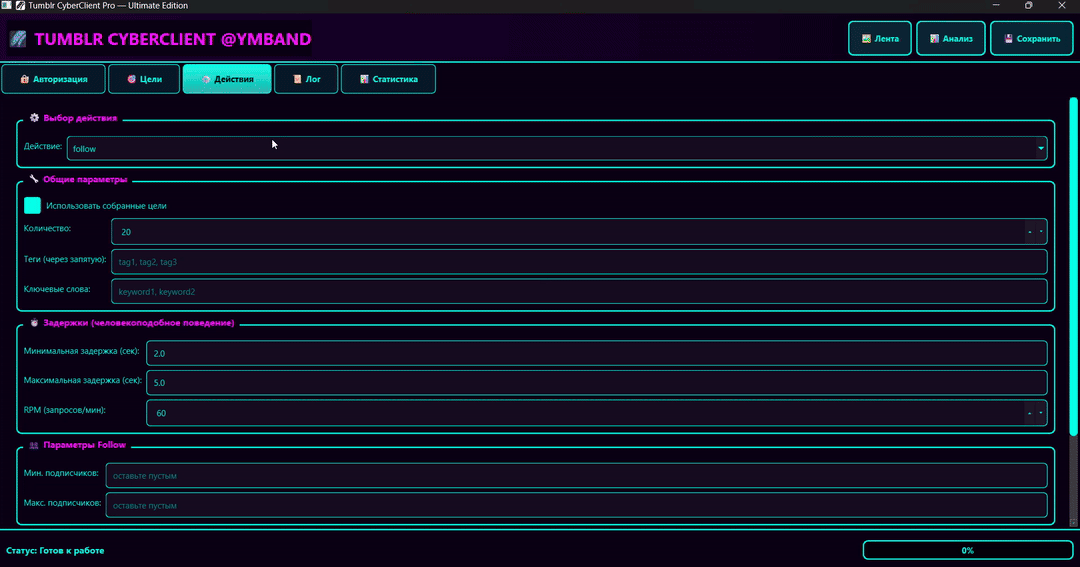 Tumblr CyberClient Pro — Ultimate Edition
TUMBLR CYBERCLIENT @YMBAND
Лента
Анализ
Сохранить
Авторизация
Цели
Действия
Лог
Статистика
Выбор действия
Действие:
follow
Общие параметры
Использовать собранные цели
Количество:
20
Теги (через запятую):
tag1, tag2, tag3
Ключевые слова:
keyword1, keyword2
Задержки (человекоподобное поведение)
Минимальная задержка (сек):
2.0
Максимальная задержка (сек):
5.0
RPM (запросов/мин):
60
Параметры Follow
Мин. подписчиков:
оставьте пустым
Макс. подписчиков:
оставьте пустым
Статус: Готов к работе
0%